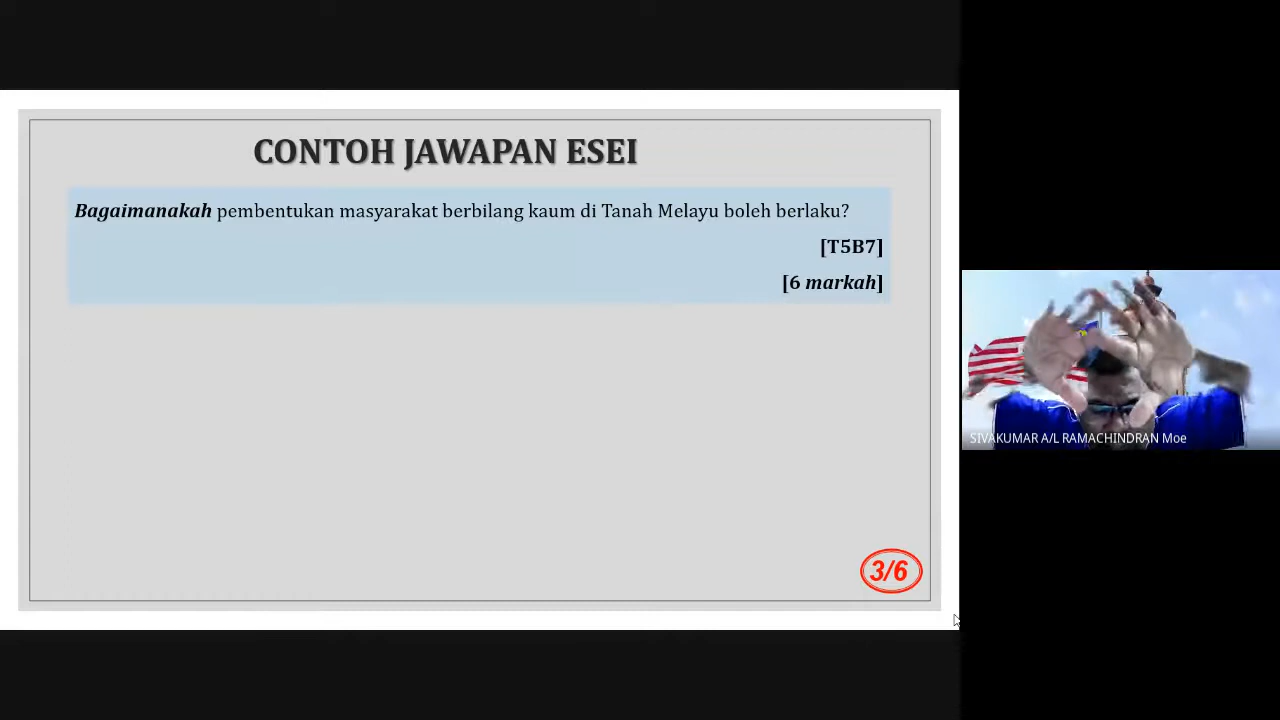 CONTOH JAWAPAN ESEI
Bagaimanakah pembentukan masyarakat berbilang kaum di Tanah Melayu boleh berlaku?
[T5B7]
[6 markah]
3/6
SIVAKUMAR A/L RAMACHINDRAN Moe